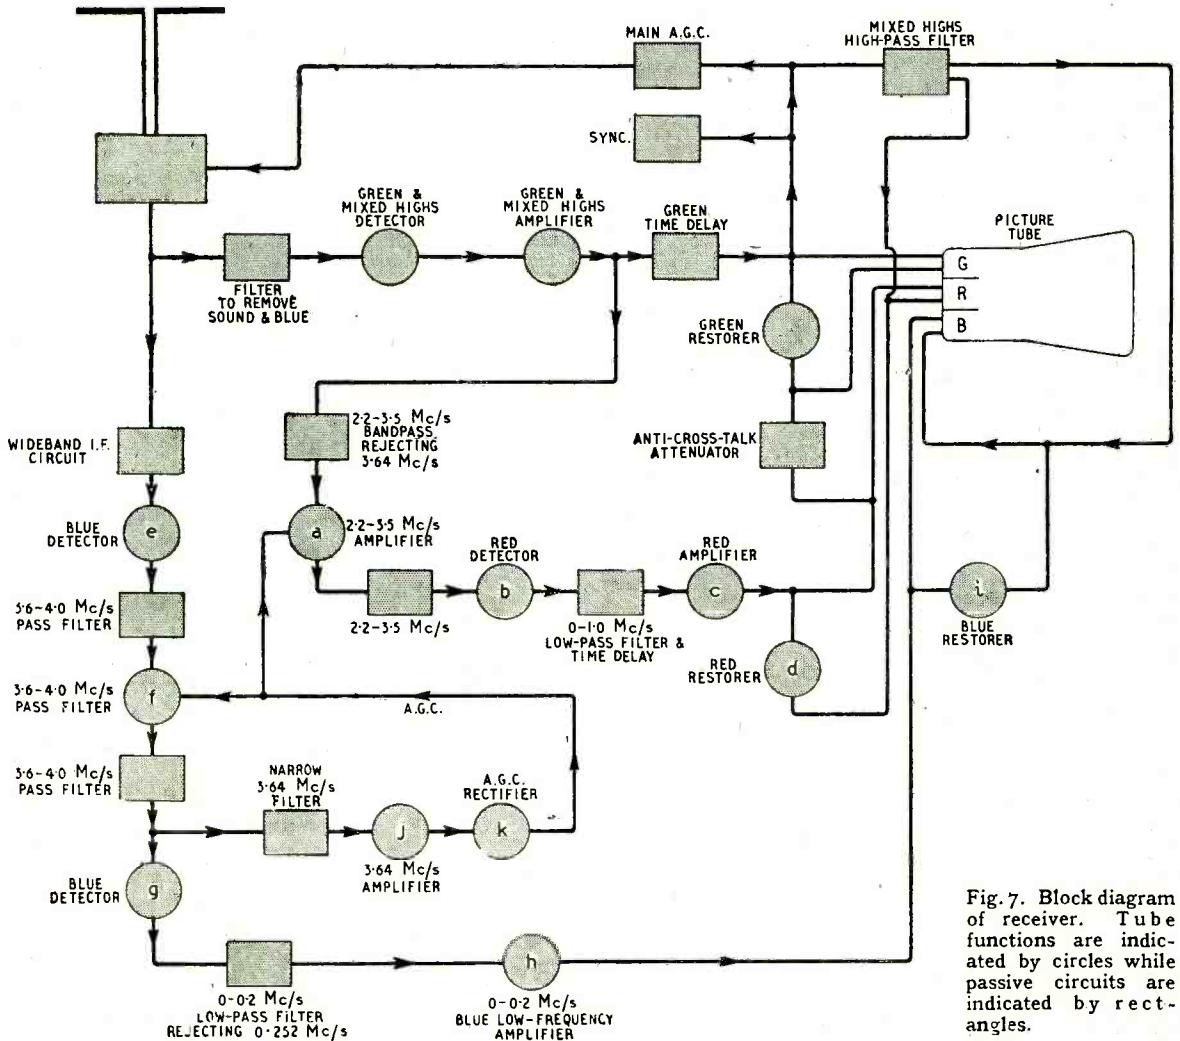 MAIN A.G.C.
MIXED HIGHS
HIGH-PASS FILTER
SYNC.
GREEN &
MIXED HIGHS
DETECTOR
GREEN &
MIXED HIGHS
AMPLIFIER
GREEN
TIME DELAY
PICTURE
TUBE
G
R
B
FILTER
TO REMOVE
SOUND & BLUE
GREEN
RESTORER
WIDEBAND I.F.
CIRCUIT
2·2-3·5 Mc/s
BANDPASS
REJECTING
3·64 Mc/s
ANTI-CROSS-TALK
ATTENUATOR
BLUE
DETECTOR
e
a
2·2-3·5 Mc/s
AMPLIFIER
RED
DETECTOR
b
RED
AMPLIFIER
c
2·2-3·5 Mc/s
0-1·0 Mc/s
LOW-PASS FILTER &
TIME DELAY
i
BLUE
RESTORER
3·6-4·0 Mc/s
PASS FILTER
RED
RESTORER
d
3·6-4·0 Mc/s
PASS FILTER
f
A.G.C.
3·6-4·0 Mc/s
PASS FILTER
NARROW
3·64 Mc/s
FILTER
A.G.C.
RECTIFIER
j
k
3·64 Mc/s
AMPLIFIER
BLUE
DETECTOR
g
h
0-0·2 Mc/s
LOW-PASS FILTER
REJECTING 0·252 Mc/s
0-0·2 Mc/s
BLUE LOW-FREQUENCY
AMPLIFIER
Fig. 7. Block diagram
of receiver. Tube
functions are indic-
ated by circles while
passive circuits are
indicated by rect-
angles.